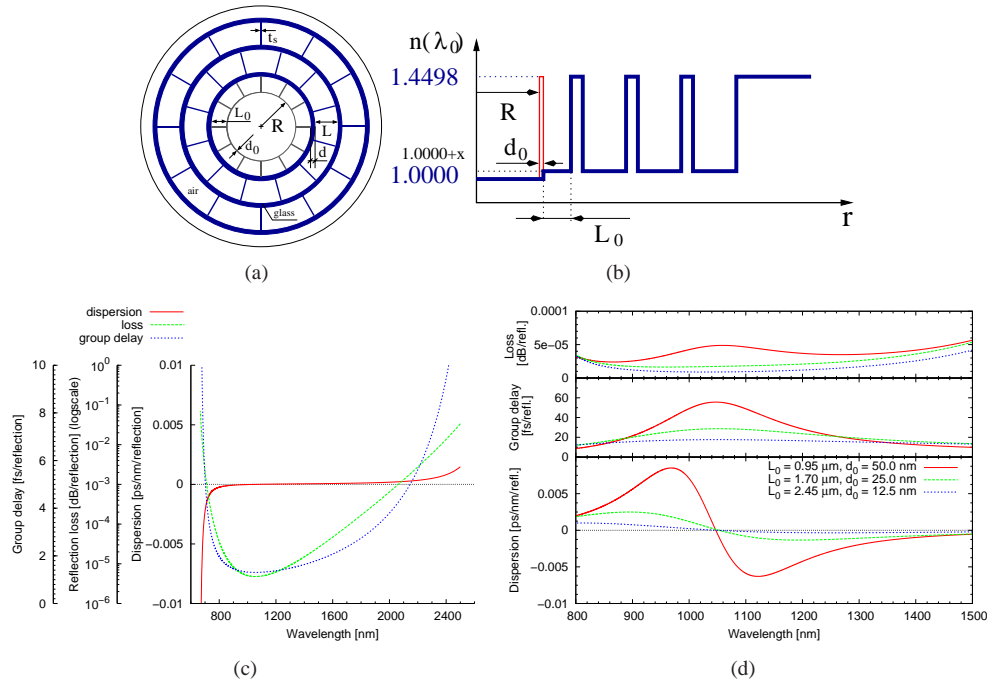 t_s
L_0
R
L
d_0
d
air
glass
(a)
n(λ_0)
1.4498
R
d_0
1.0000+x
1.0000
r
L_0
(b)
dispersion
loss
group delay
Group delay [fs/reflection]
10
8
6
4
2
0
Reflection loss [dB/reflection] (logscale)
10^0
10^-1
10^-2
10^-3
10^-4
10^-5
10^-6
Dispersion [ps/nm/reflection]
0.01
0.005
0
−0.005
−0.01
800 1200 1600 2000 2400
Wavelength [nm]
(c)
Loss
[dB/refl.]
0.0001
5e−05
0
Group delay
[fs/refl.]
60
40
20
0
Dispersion [ps/nm/refl.]
0.005
0
−0.005
−0.01
L_0 = 0.95 μm, d_0 = 50.0 nm
L_0 = 1.70 μm, d_0 = 25.0 nm
L_0 = 2.45 μm, d_0 = 12.5 nm
800 900 1000 1100 1200 1300 1400 1500
Wavelength [nm]
(d)